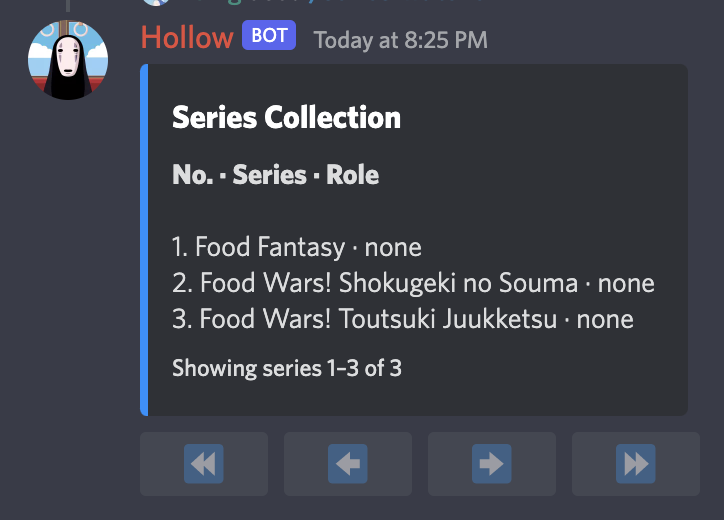 Hollow BOT Today at 8:25 PM
Series Collection
No. · Series · Role
1. Food Fantasy · none
2. Food Wars! Shokugeki no Souma · none
3. Food Wars! Toutsuki Juukketsu · none
Showing series 1–3 of 3